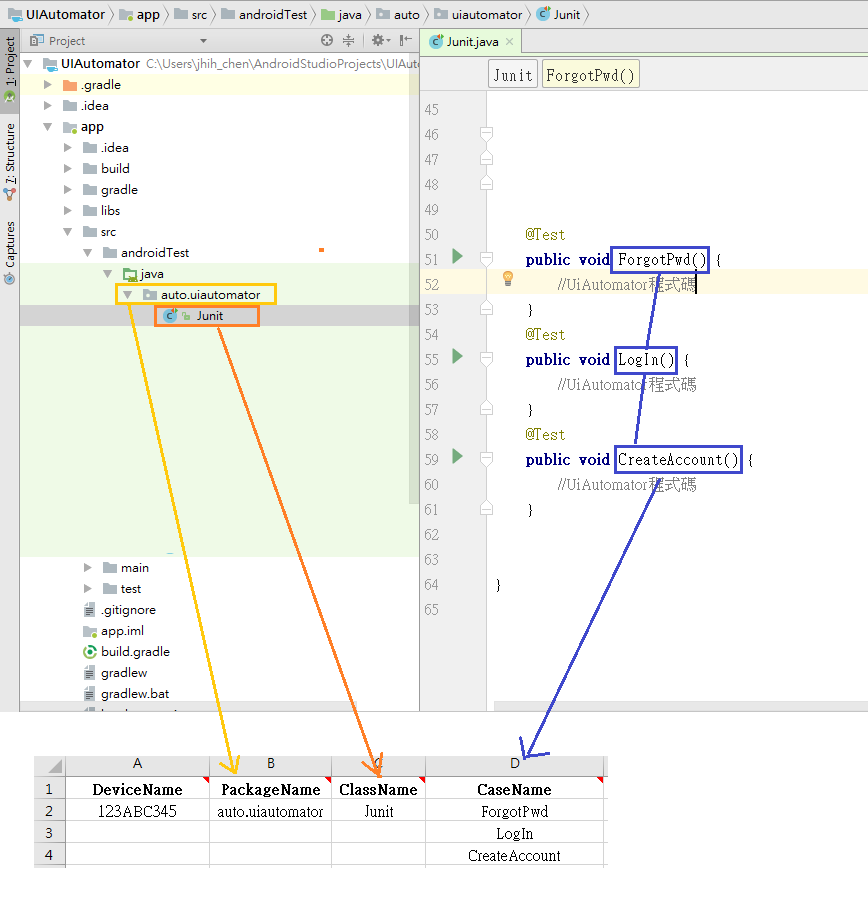 UIAutomator app src androidTest java auto uiautomator Junit
1: Project
7: Structure
Captures
Project
UIAutomator C:\Users\jhih_chen\AndroidStudioProjects\UIAuto
.gradle
.idea
app
.idea
build
gradle
libs
src
androidTest
java
auto.uiautomator
Junit
main
test
.gitignore
app.iml
build.gradle
gradlew
gradlew.bat
Junit.java
Junit ForgotPwd()
45
46
47
48
49
50 @Test
51 public void ForgotPwd() {
52 //UiAutomator程式碼
53 }
54 @Test
55 public void LogIn() {
56 //UiAutomator程式碼
57 }
58 @Test
59 public void CreateAccount() {
60 //UiAutomator程式碼
61 }
62
63
64 }
65
A B C D
1 DeviceName PackageName ClassName CaseName
2 123ABC345 auto.uiautomator Junit ForgotPwd
3 LogIn
4 CreateAccount